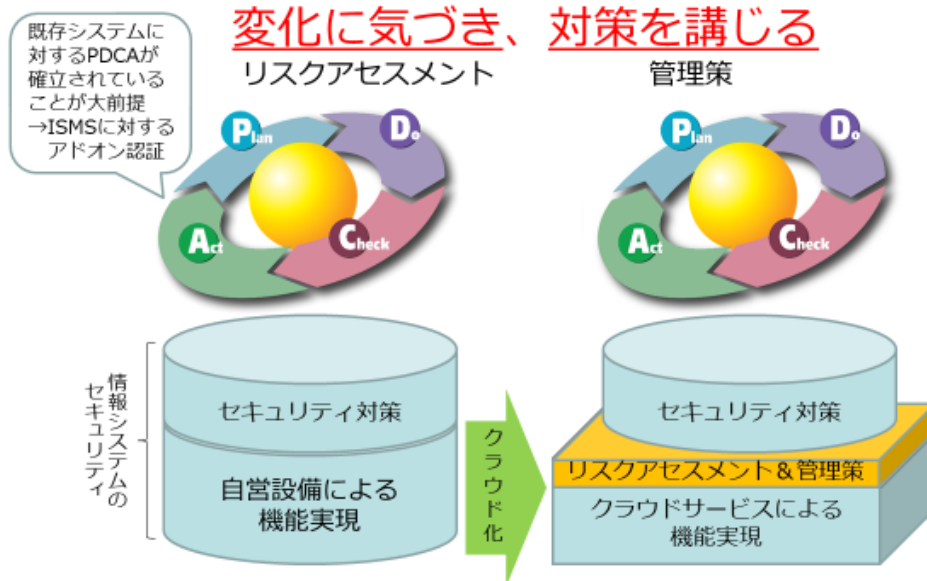 変化に気づき、対策を講じる
リスクアセスメント
管理策
既存システムに
対するPDCAが
確立されている
ことが大前提
→ISMSに対する
アドオン認証
Plan
Do
Act
Check
Plan
Do
Act
Check
情報システムの
セキュリティ
セキュリティ対策
自営設備による
機能実現
クラウド化
セキュリティ対策
リスクアセスメント&管理策
クラウドサービスによる
機能実現